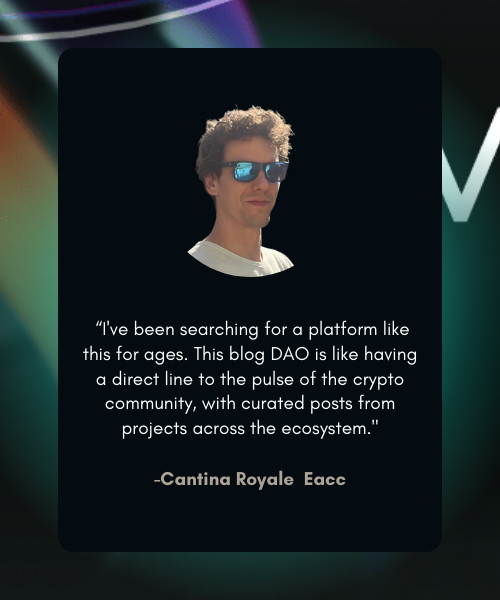 “I've been searching for a platform like
this for ages. This blog DAO is like having
a direct line to the pulse of the crypto
community, with curated posts from
projects across the ecosystem."
-Cantina Royale  Eacc